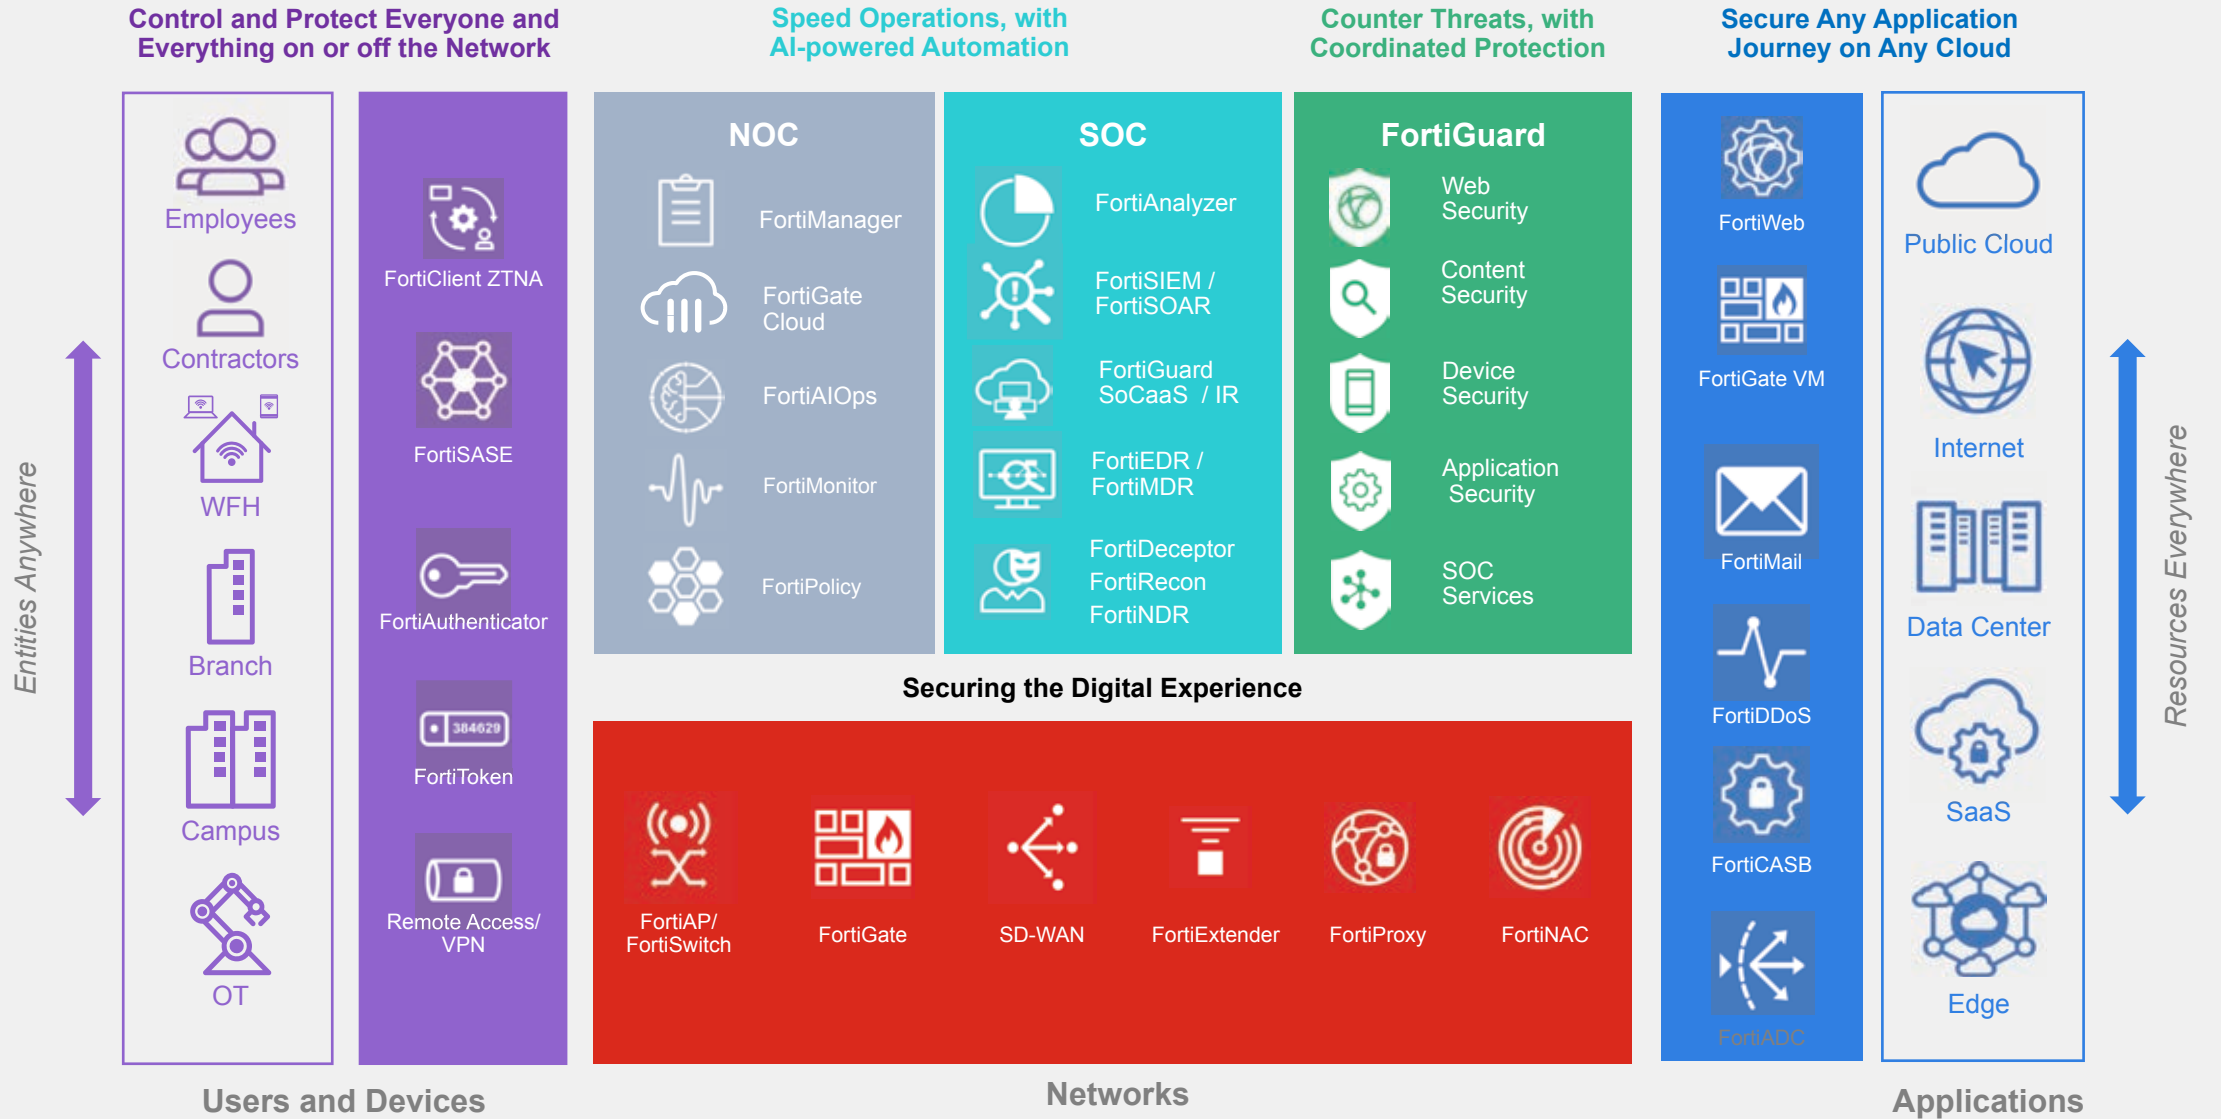 Control and Protect Everyone and
Everything on or off the Network
Speed Operations, with
AI-powered Automation
Counter Threats, with
Coordinated Protection
Secure Any Application
Journey on Any Cloud
Entities Anywhere
Employees
Contractors
WFH
Branch
Campus
OT
FortiClient ZTNA
FortiSASE
FortiAuthenticator
384629
FortiToken
Remote Access/
VPN
NOC
FortiManager
FortiGate
Cloud
FortiAIOps
FortiMonitor
FortiPolicy
SOC
FortiAnalyzer
FortiSIEM /
FortiSOAR
FortiGuard
SoCaaS / IR
FortiEDR /
FortiMDR
FortiDeceptor
FortiRecon
FortiNDR
FortiGuard
Web
Security
Content
Security
Device
Security
Application
Security
SOC
Services
Securing the Digital Experience
FortiAP/
FortiSwitch
FortiGate
SD-WAN
FortiExtender
FortiProxy
FortiNAC
FortiWeb
FortiGate VM
FortiMail
FortiDDoS
FortiCASB
FortiADC
Public Cloud
Internet
Data Center
SaaS
Edge
Resources Everywhere
Users and Devices
Networks
Applications